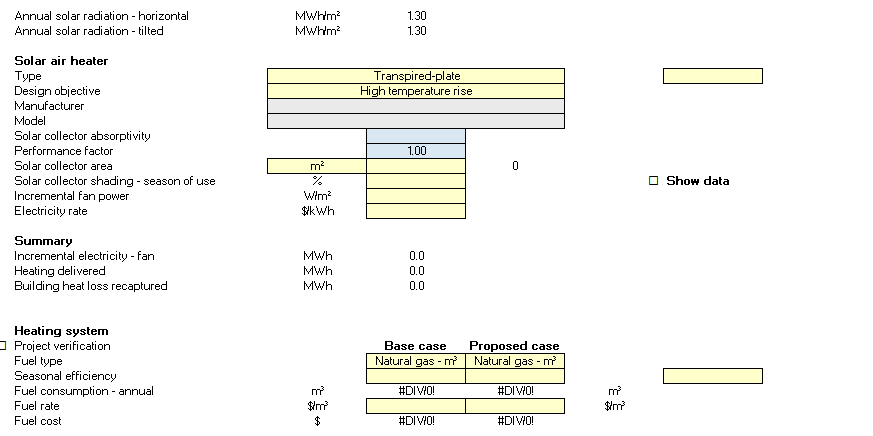 Annual solar radiation - horizontal MWh/m² 1.30
Annual solar radiation - tilted MWh/m² 1.30
Solar air heater
Type Transpired-plate
Design objective High temperature rise
Manufacturer
Model
Solar collector absorptivity
Performance factor 1.00
Solar collector area m² 0
Solar collector shading - season of use %
Show data
Incremental fan power W/m²
Electricity rate $/kWh
Summary
Incremental electricity - fan MWh 0.0
Heating delivered MWh 0.0
Building heat loss recaptured MWh 0.0
Heating system
Project verification Base case Proposed case
Fuel type Natural gas - m³ Natural gas - m³
Seasonal efficiency
Fuel consumption - annual m³ #DIV/0! #DIV/0! m³
Fuel rate $/m³ $/m³
Fuel cost $ #DIV/0! #DIV/0!